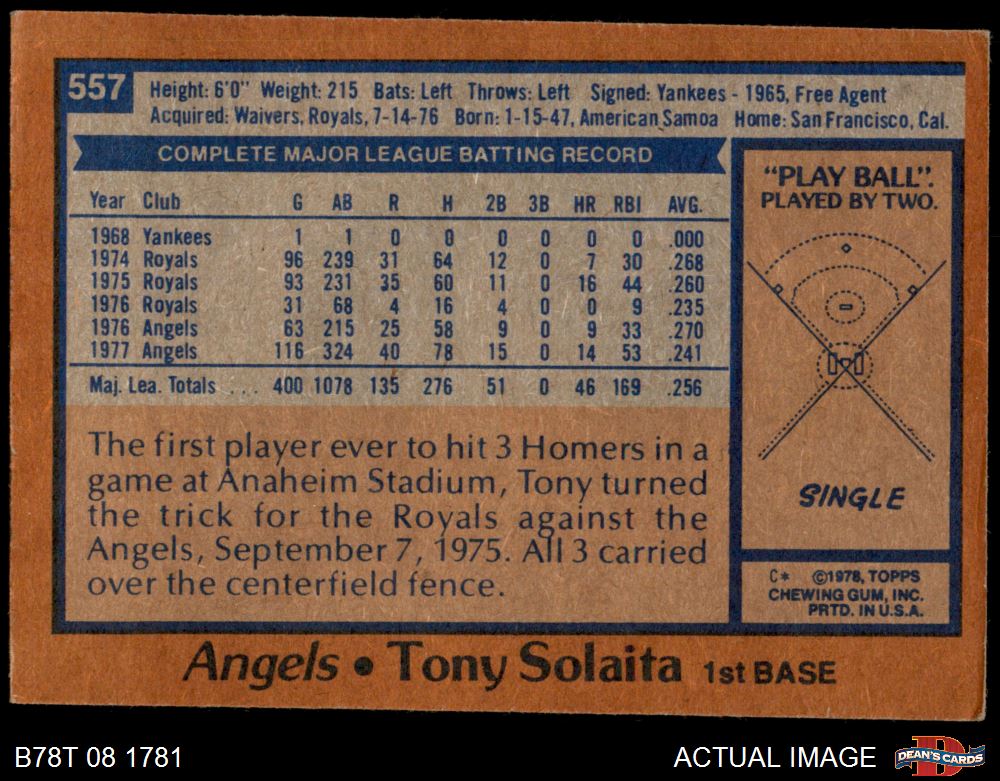 557
Height: 6'0" Weight: 215 Bats: Left Throws: Left Signed: Yankees - 1965, Free Agent
Acquired: Waivers, Royals, 7-14-76 Born: 1-15-47, American Samoa Home: San Francisco, Cal.
COMPLETE MAJOR LEAGUE BATTING RECORD
Year Club G AB R H 2B 3B HR RBI AVG.
1968 Yankees 1 1 0 0 0 0 0 0 .000
1974 Royals 96 239 31 64 12 0 7 30 .268
1975 Royals 93 231 35 60 11 0 16 44 .260
1976 Royals 31 68 4 16 4 0 0 9 .235
1976 Angels 63 215 25 58 9 0 9 33 .270
1977 Angels 116 324 40 78 15 0 14 53 .241
Maj. Lea. Totals . . . 400 1078 135 276 51 0 46 169 .256
The first player ever to hit 3 Homers in a
game at Anaheim Stadium, Tony turned
the trick for the Royals against the
Angels, September 7, 1975. All 3 carried
over the centerfield fence.
"PLAY BALL".
PLAYED BY TWO.
SINGLE
C* ©1978, TOPPS
CHEWING GUM, INC.
PRTD. IN U.S.A.
Angels • Tony Solaita 1st BASE
B78T 08 1781
ACTUAL IMAGE
D
DEAN'S CARDS